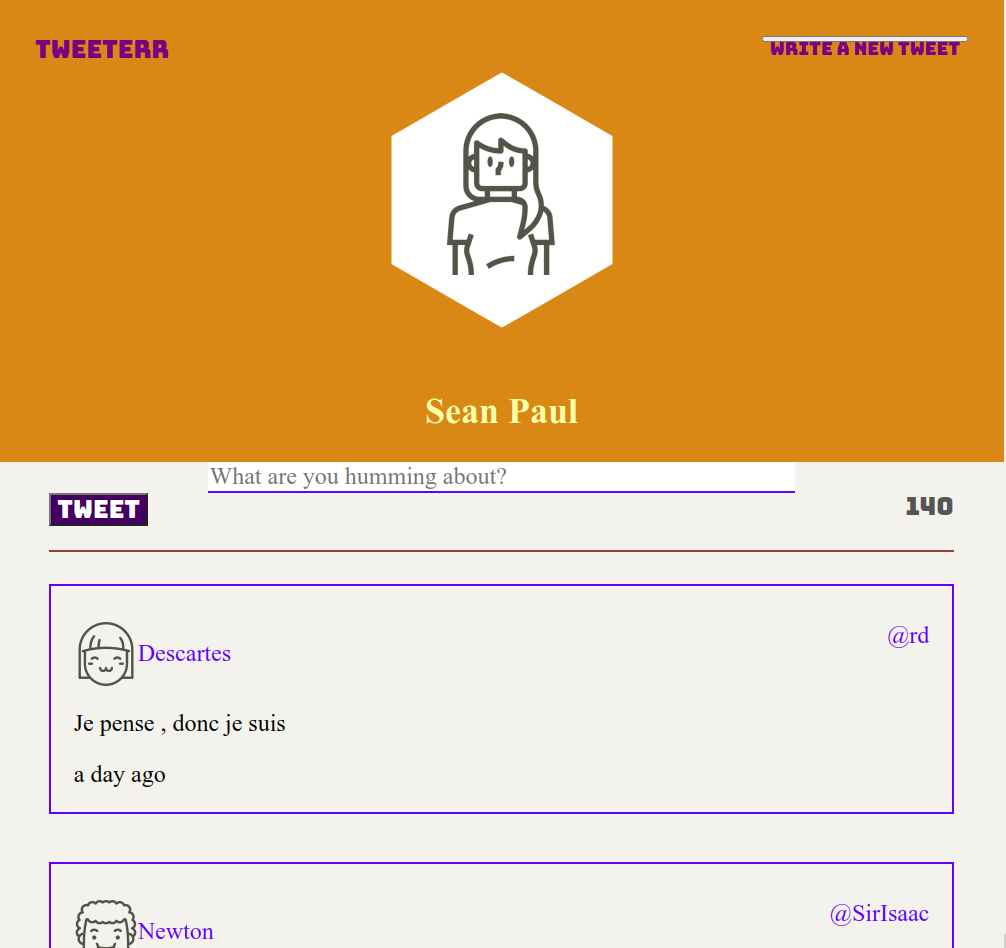 TWEETERR
WRITE A NEW TWEET
Sean Paul
What are you humming about?
TWEET
140
Descartes
@rd
Je pense , donc je suis
a day ago
Newton
@SirIsaac